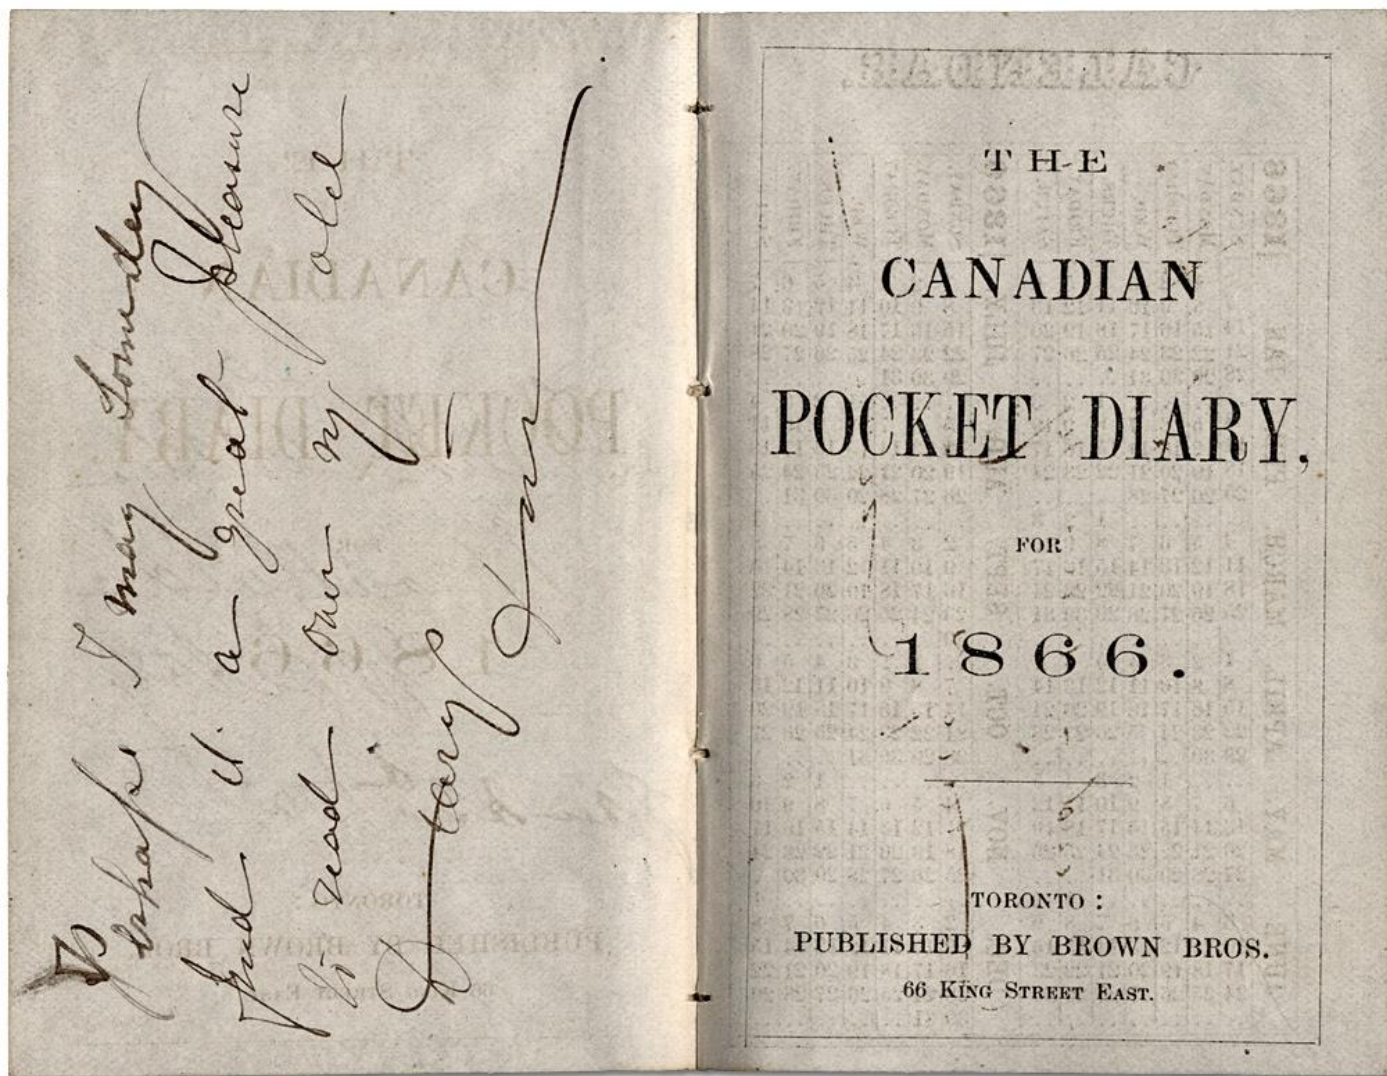 Perhaps I may Someday
find it a great Pleasure
to read over my old
Diary
THE
CANADIAN
POCKET DIARY,
FOR
1866.
TORONTO :
PUBLISHED BY BROWN BROS.
66 KING STREET EAST.